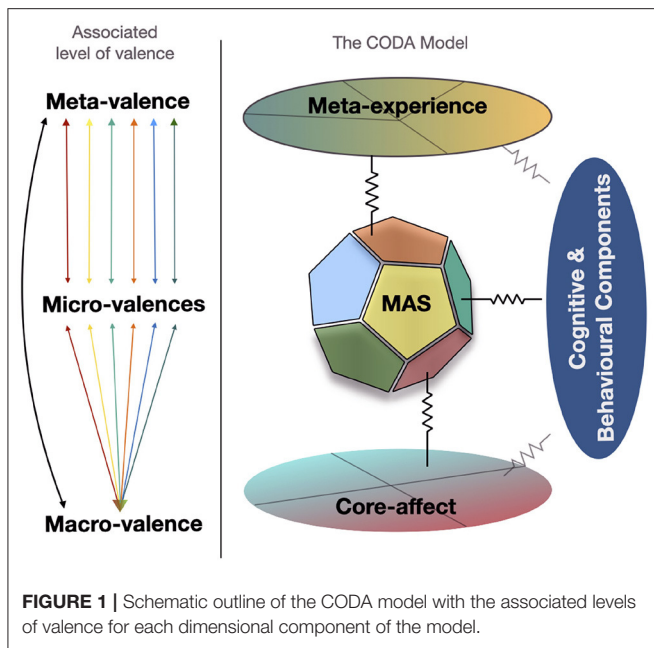 Associated
level of valence
The CODA Model
Meta-valence
Meta-experience
Micro-valences
MAS
Cognitive &
Behavioural Components
Macro-valence
Core-affect
FIGURE 1 | Schematic outline of the CODA model with the associated levels
of valence for each dimensional component of the model.